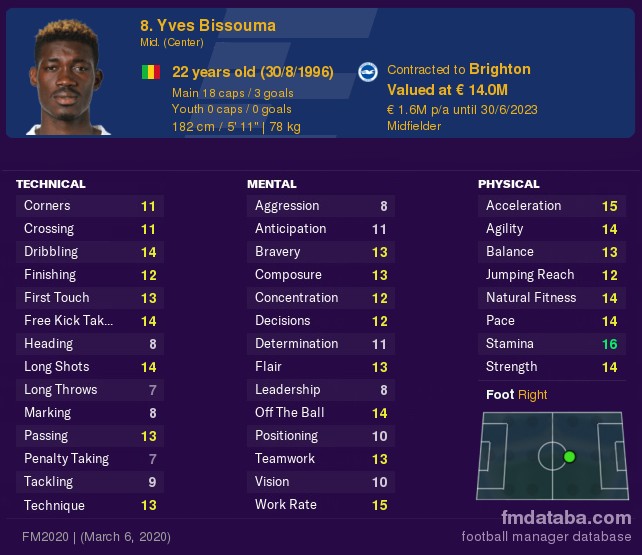 8. Yves Bissouma
Mid. (Center)
22 years old (30/8/1996)
Main 18 caps / 3 goals
Youth 0 caps / 0 goals
182 cm / 5' 11" | 78 kg
Contracted to Brighton
Valued at € 14.0M
€ 1.6M p/a until 30/6/2023
Midfielder
TECHNICAL
Corners 11
Crossing 11
Dribbling 14
Finishing 12
First Touch 13
Free Kick Tak... 14
Heading 8
Long Shots 14
Long Throws 7
Marking 8
Passing 13
Penalty Taking 7
Tackling 9
Technique 13
MENTAL
Aggression 8
Anticipation 11
Bravery 13
Composure 13
Concentration 12
Decisions 12
Determination 11
Flair 13
Leadership 8
Off The Ball 14
Positioning 10
Teamwork 13
Vision 10
Work Rate 15
PHYSICAL
Acceleration 15
Agility 14
Balance 13
Jumping Reach 12
Natural Fitness 14
Pace 14
Stamina 16
Strength 14
Foot Right
FM2020 | (March 6, 2020)
fmdataba.com
football manager database